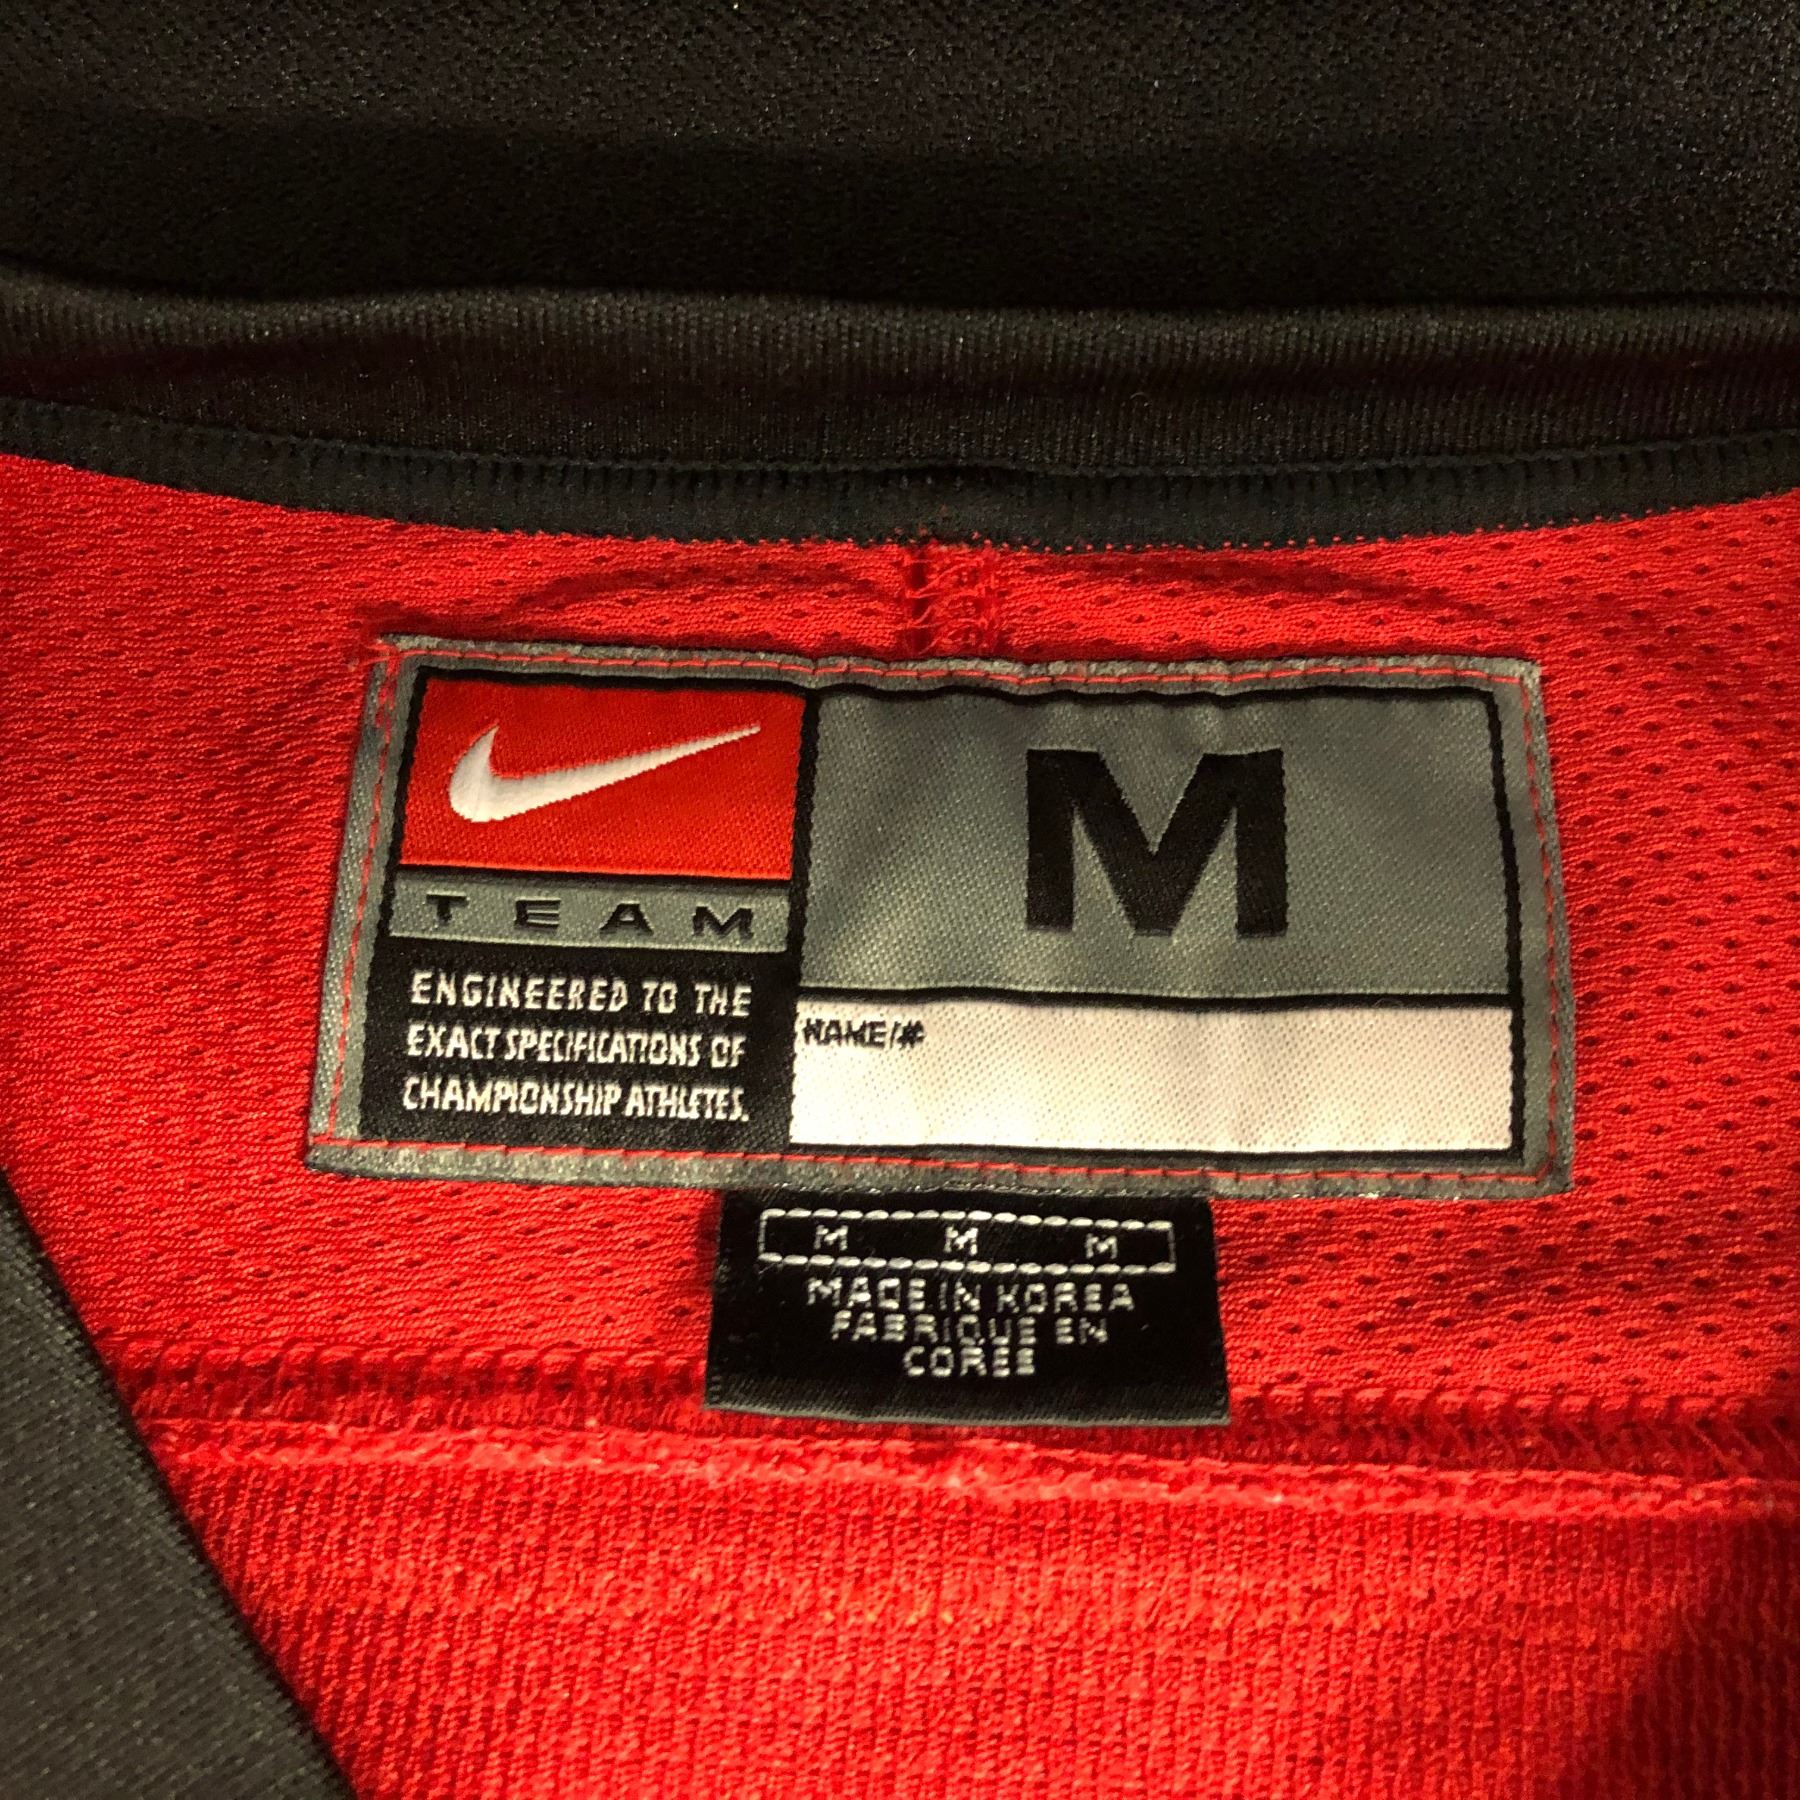 TEAM
ENGINEERED TO THE
EXACT SPECIFICATIONS OF
CHAMPIONSHIP ATHLETES.
M
NAME/#
M M M
MADE IN KOREA
FABRIQUE EN
COREE